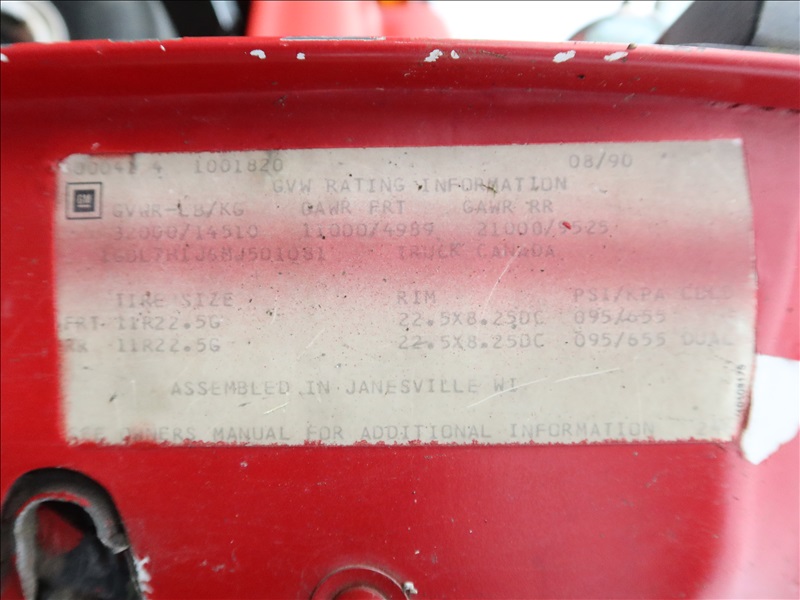 1001820 08/90
GVW RATING INFORMATION
GM
GVWR-LB/KG GAWR FRT GAWR RR
32000/14510 11000/4989 21000/9525
TRUCK CANADA
TIRE SIZE RIM PSI/KPA COLD
FRT 11R22.5G 22.5X8.25DC 095/655
RR 11R22.5G 22.5X8.25DC 095/655 DUAL
ASSEMBLED IN JANESVILLE WI
SEE OWNERS MANUAL FOR ADDITIONAL INFORMATION